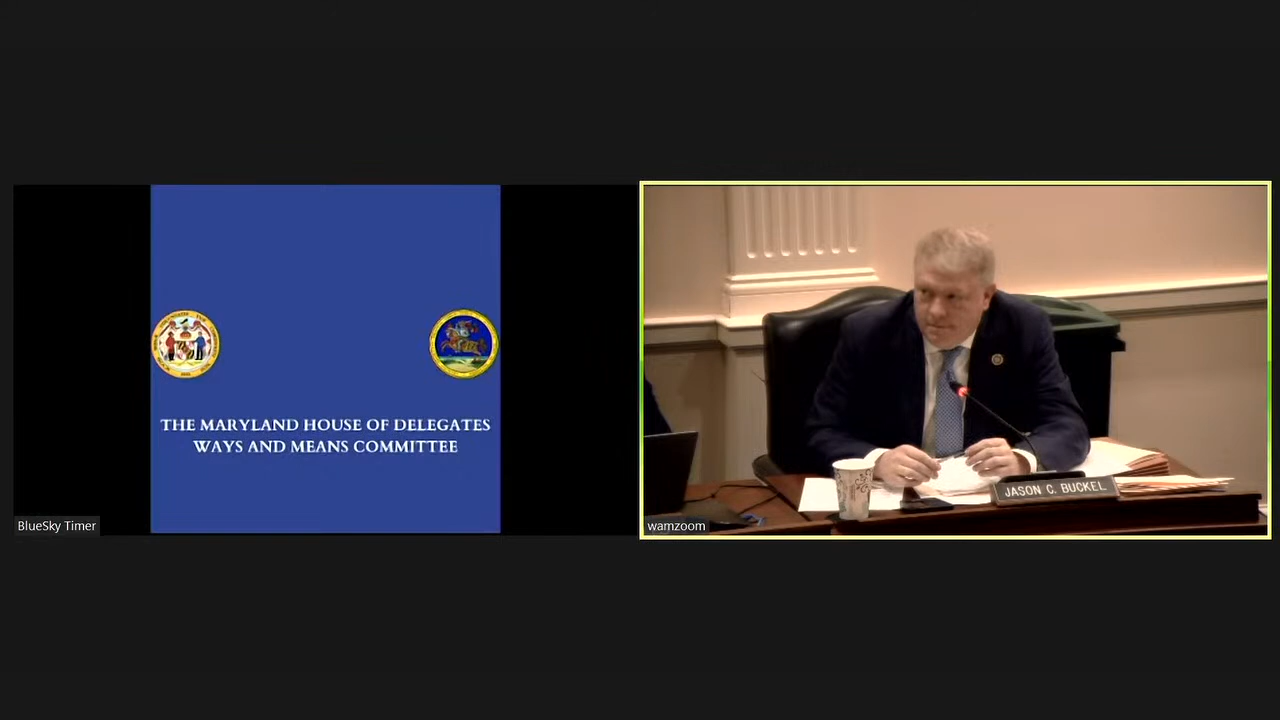 THE MARYLAND HOUSE OF DELEGATES
WAYS AND MEANS COMMITTEE
BlueSky Timer
wamzoom
JASON C. BUCKEL